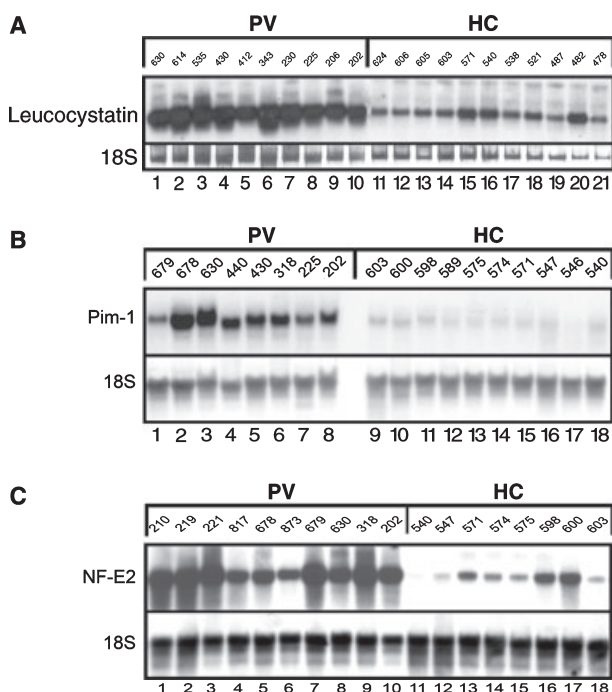 A
PV HC
630 614 535 430 412 343 230 225 206 202 624 606 605 603 571 540 538 521 487 482 478
Leucocystatin
18S
1 2 3 4 5 6 7 8 9 10 11 12 13 14 15 16 17 18 19 20 21
B
PV HC
679 678 630 440 430 318 225 202 603 600 598 589 575 574 571 547 546 540
Pim-1
18S
1 2 3 4 5 6 7 8 9 10 11 12 13 14 15 16 17 18
C
PV HC
210 219 221 817 678 873 679 630 318 202 540 547 571 574 575 598 600 603
NF-E2
18S
1 2 3 4 5 6 7 8 9 10 11 12 13 14 15 16 17 18